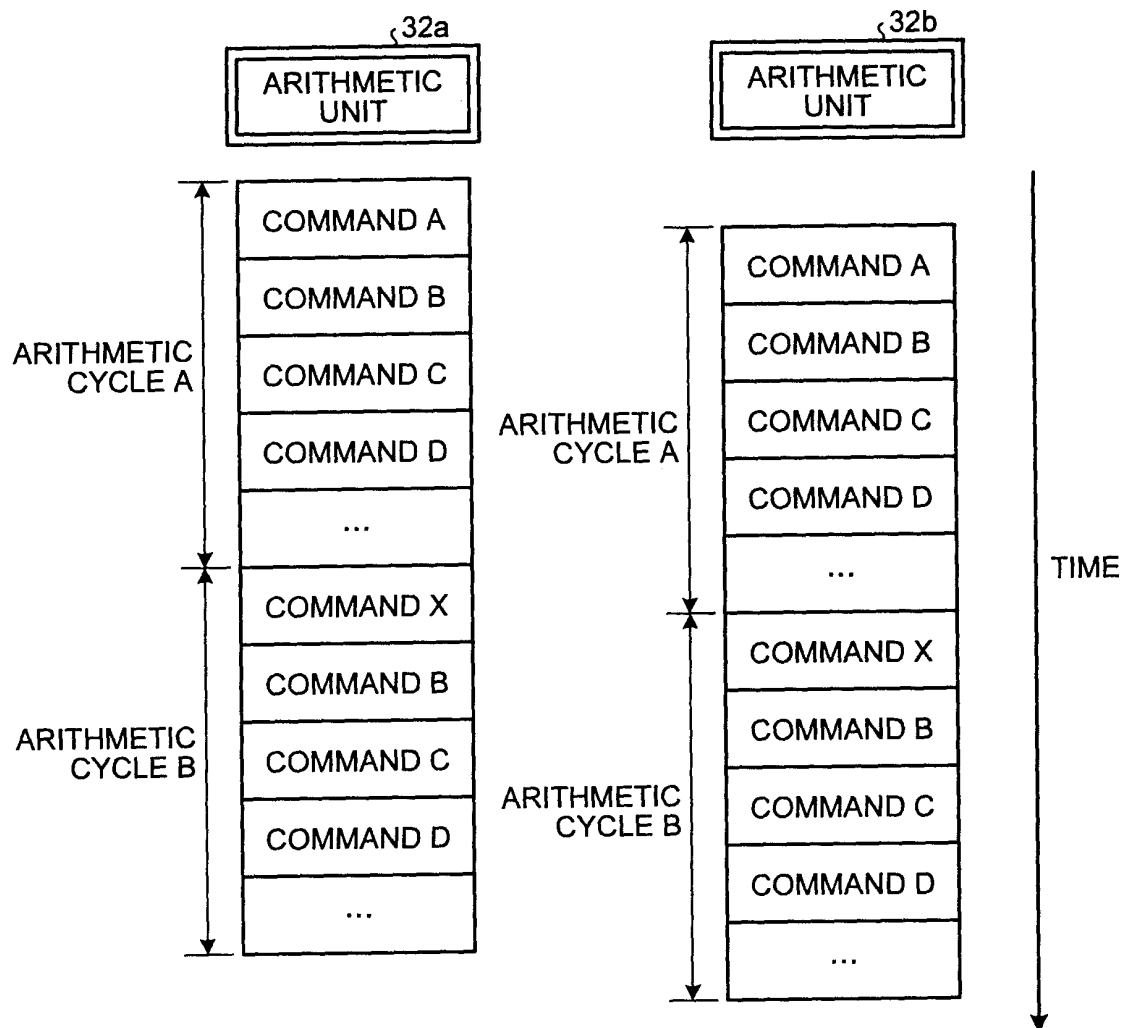 32a
ARITHMETIC
UNIT
32b
ARITHMETIC
UNIT
ARITHMETIC
CYCLE A
COMMAND A
COMMAND B
COMMAND C
COMMAND D
...
ARITHMETIC
CYCLE B
COMMAND X
COMMAND B
COMMAND C
COMMAND D
...
ARITHMETIC
CYCLE A
COMMAND A
COMMAND B
COMMAND C
COMMAND D
...
ARITHMETIC
CYCLE B
COMMAND X
COMMAND B
COMMAND C
COMMAND D
...
TIME